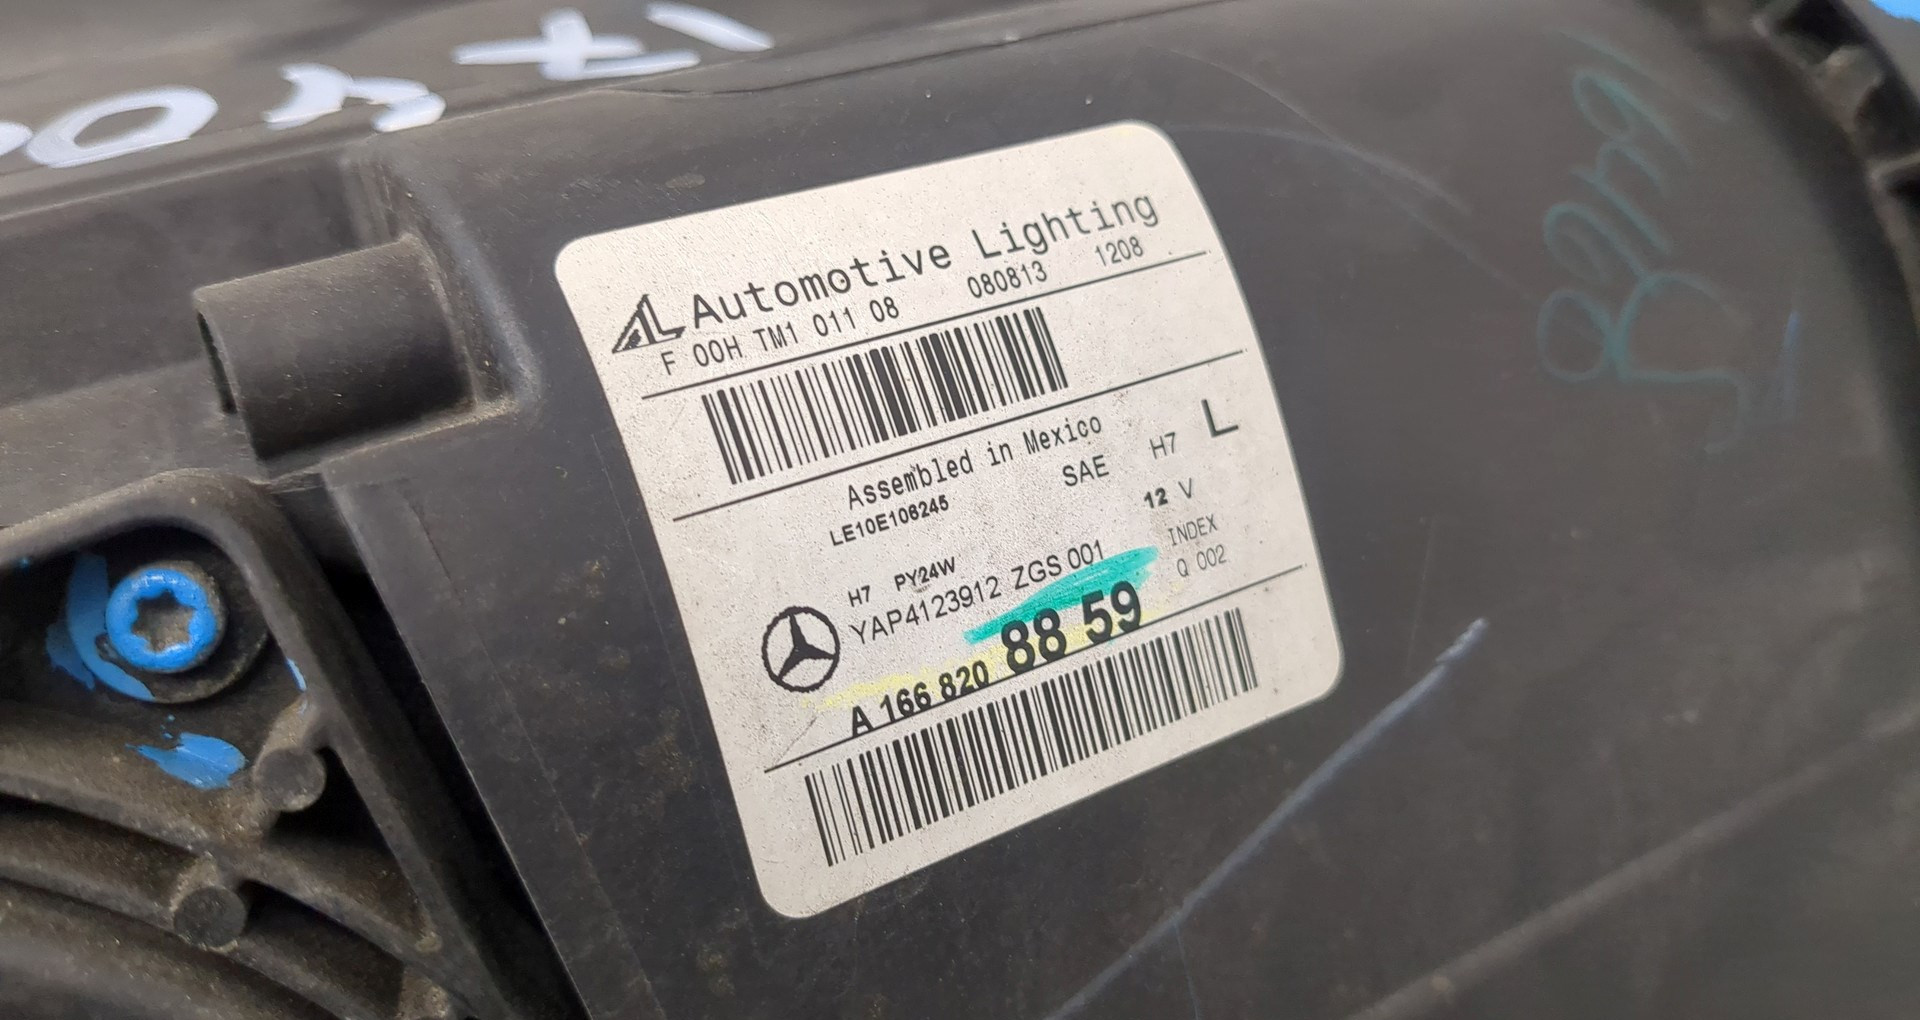 AL Automotive Lighting
F 00H TM1 011 08 080813 1208
Assembled in Mexico
LE10E106245 SAE H7 L
12 V
H7 PY24W
YAP4123912 ZGS 001 INDEX
Q 002
A 166 820 88 59